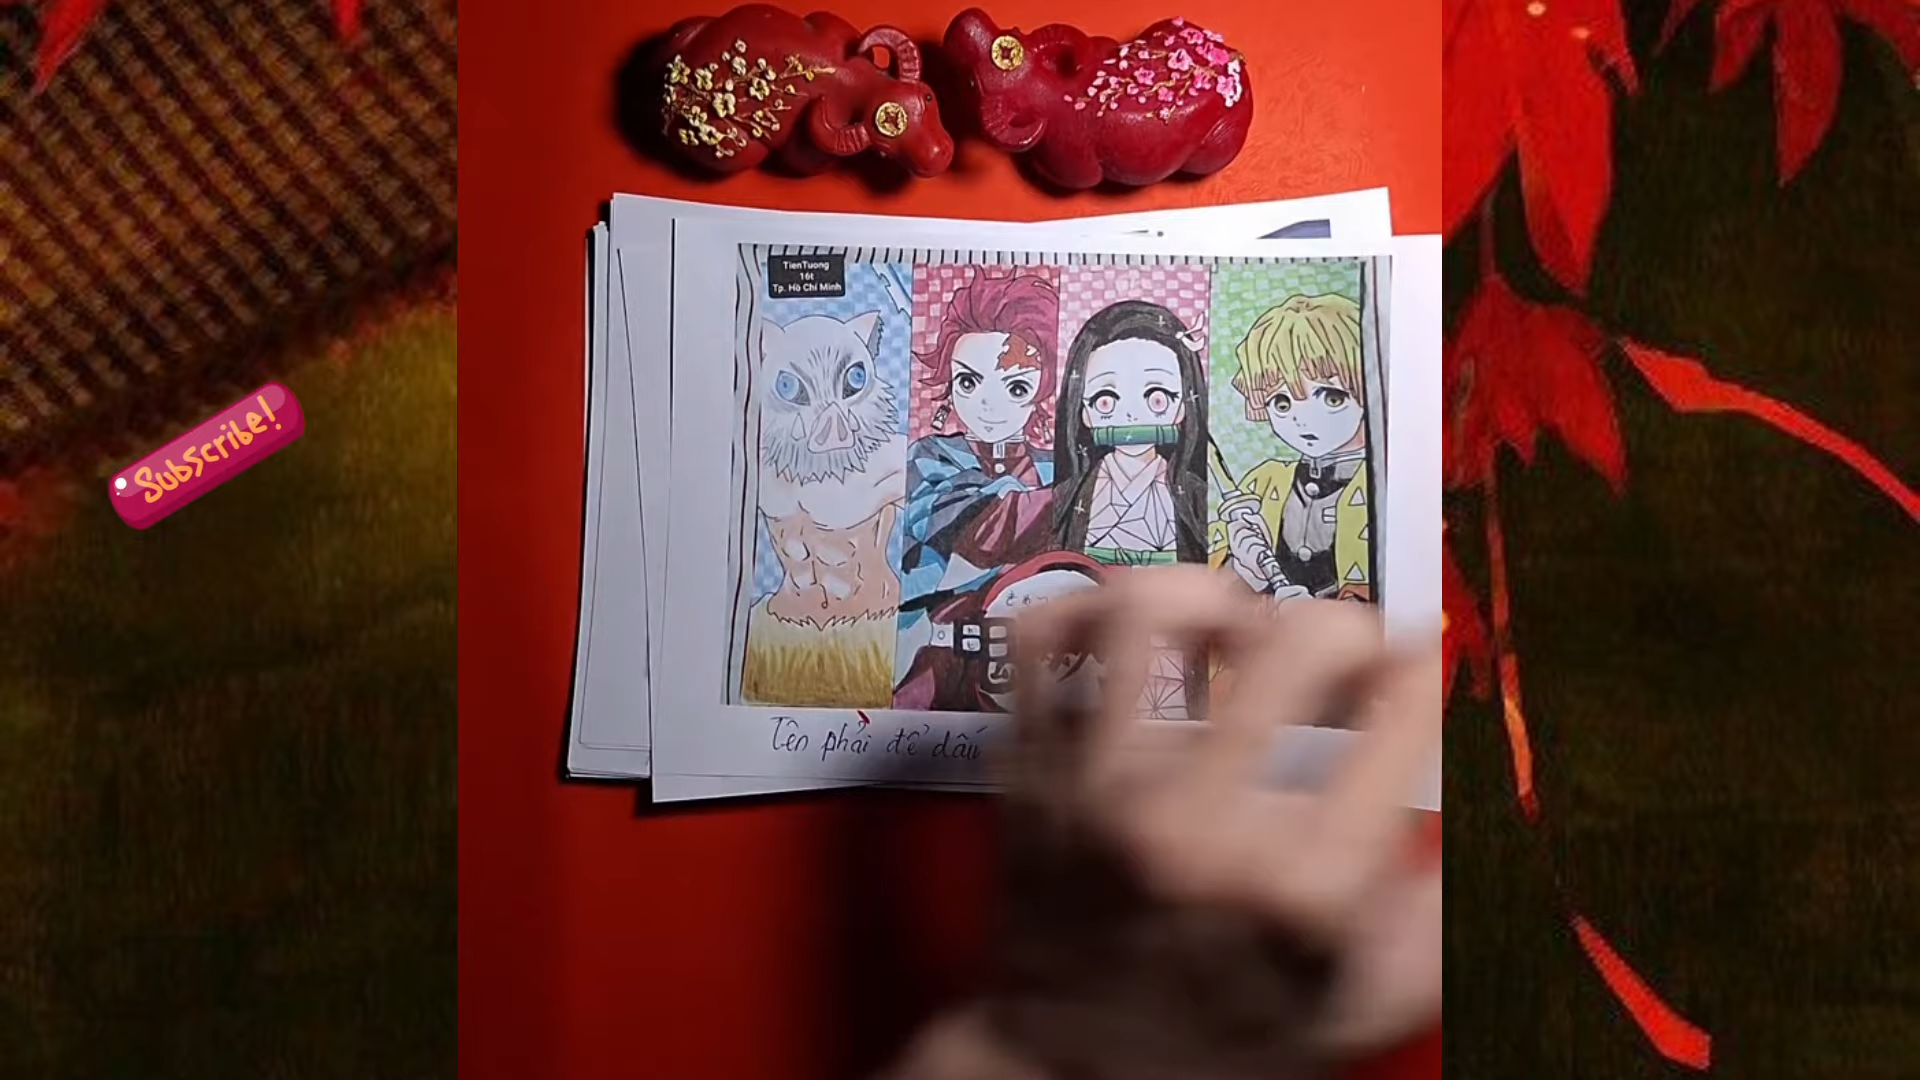 TienTuong
16t
Tp. Hồ Chí Minh
Subscribe!
Tên phải để dấu